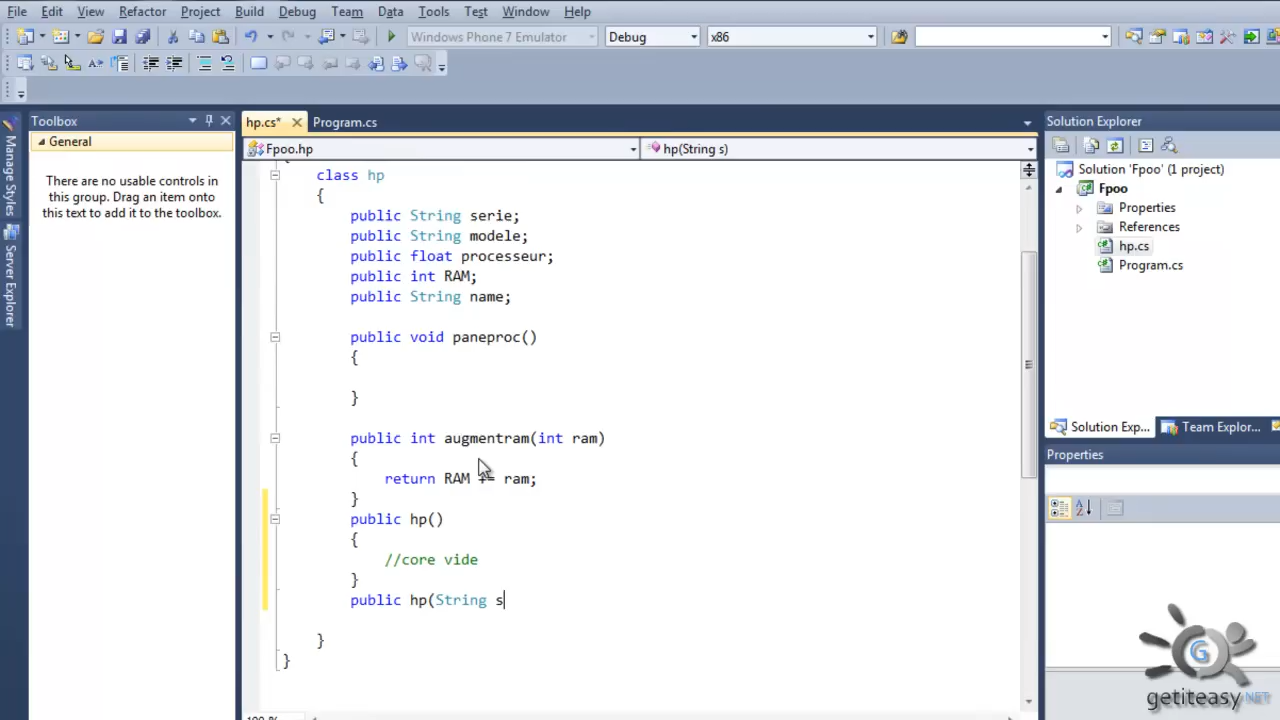 File Edit View Refactor Project Build Debug Team Data Tools Test Window Help
Windows Phone 7 Emulator Debug x86
Manage Styles
Server Explorer
Toolbox
General
There are no usable controls in
this group. Drag an item onto
this text to add it to the toolbox.
hp.cs* Program.cs
Fpoo.hp hp(String s)
class hp
{
public String serie;
public String modele;
public float processeur;
public int RAM;
public String name;
public void paneproc()
{
}
public int augmentram(int ram)
{
return RAM += ram;
}
public hp()
{
//core vide
}
public hp(String s
}
}
100 %
Solution Explorer
Solution 'Fpoo' (1 project)
Fpoo
Properties
References
hp.cs
Program.cs
Solution Exp... Team Explor...
Properties
G
getiteasy.NET